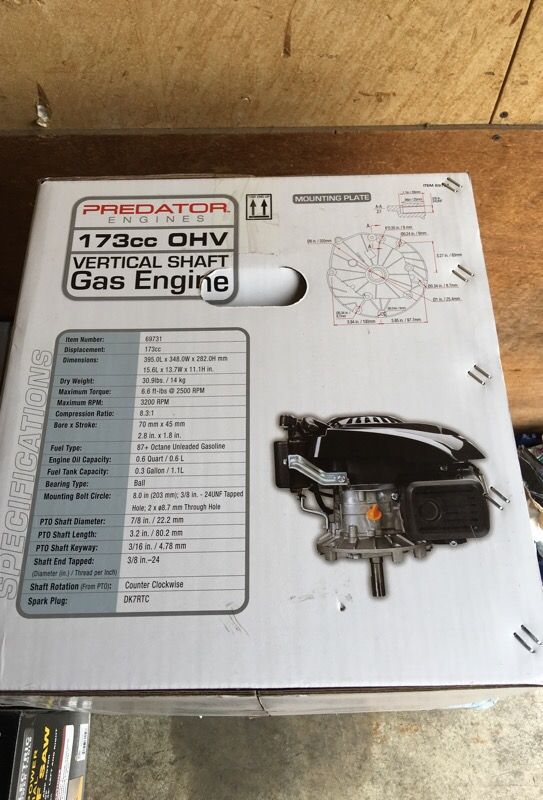 PREDATOR
ENGINES
173cc OHV
VERTICAL SHAFT
Gas Engine
MOUNTING PLATE
SPECIFICATIONS
Item Number: 69731
Displacement: 173cc
Dimensions: 395.0L x 348.0W x 282.0H mm
15.6L x 13.7W x 11.1H in.
Dry Weight: 30.9lbs. / 14 kg
Maximum Torque: 6.6 ft-lbs @ 2500 RPM
Maximum RPM: 3200 RPM
Compression Ratio: 8.3:1
Bore x Stroke: 70 mm x 45 mm
2.8 in. x 1.8 in.
Fuel Type: 87+ Octane Unleaded Gasoline
Engine Oil Capacity: 0.6 Quart / 0.6 L
Fuel Tank Capacity: 0.3 Gallon / 1.1L
Bearing Type: Ball
Mounting Bolt Circle: 8.0 in (203 mm); 3/8 in. - 24UNF Tapped
Hole; 2 x ø8.2 mm Through Hole
PTO Shaft Diameter: 7/8 in. / 22.2 mm
PTO Shaft Length: 3.2 in. / 80.2 mm
PTO Shaft Keyway: 3/16 in. / 4.78 mm
Shaft End Tapped: 3/8 in.–24
(Diameter (in.) / Thread per Inch)
Shaft Rotation (From PTO): Counter Clockwise
Spark Plug: DK7RTC
SAW